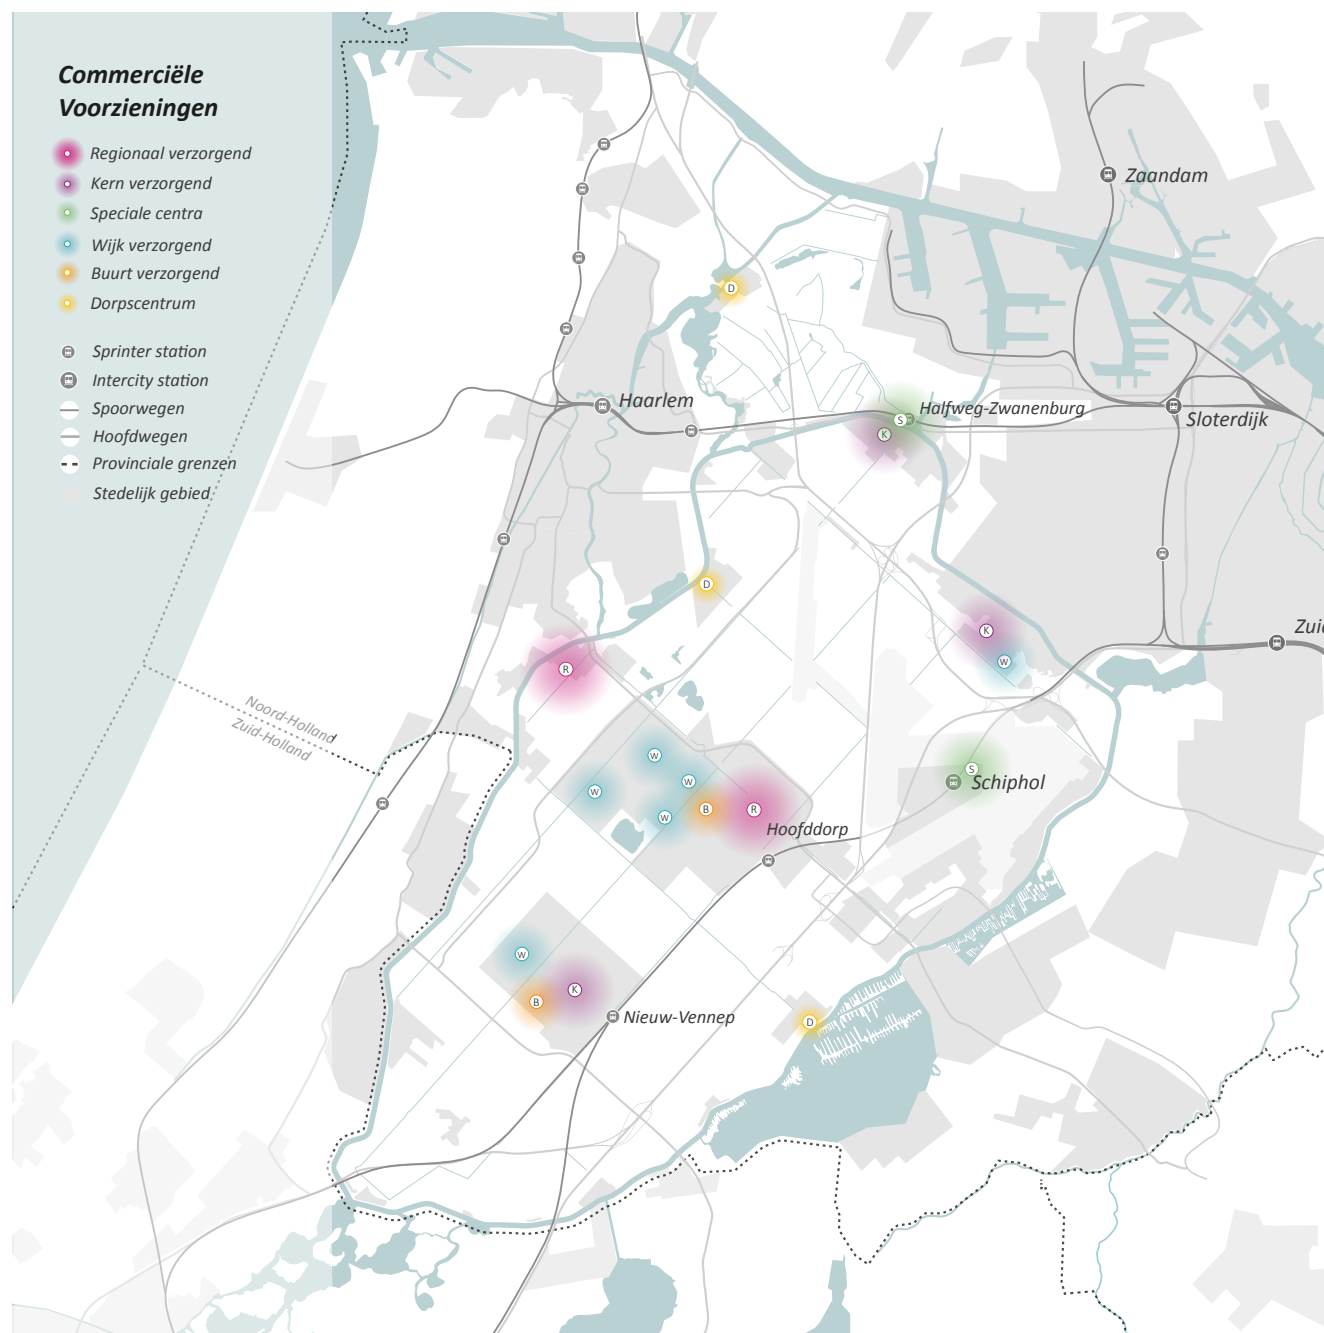 Commerciële
Voorzieningen
Regionaal verzorgend
Kern verzorgend
Speciale centra
Wijk verzorgend
Buurt verzorgend
Dorpscentrum
Sprinter station
Intercity station
Spoorwegen
Hoofdwegen
Provinciale grenzen
Stedelijk gebied
Zaandam
D
Haarlem
Halfweg-Zwanenburg
S
K
Sloterdijk
D
K
Zuid
W
R
Noord-Holland
Zuid-Holland
W
S
W
Schiphol
W
B
R
W
Hoofddorp
W
K
B
Nieuw-Vennep
D